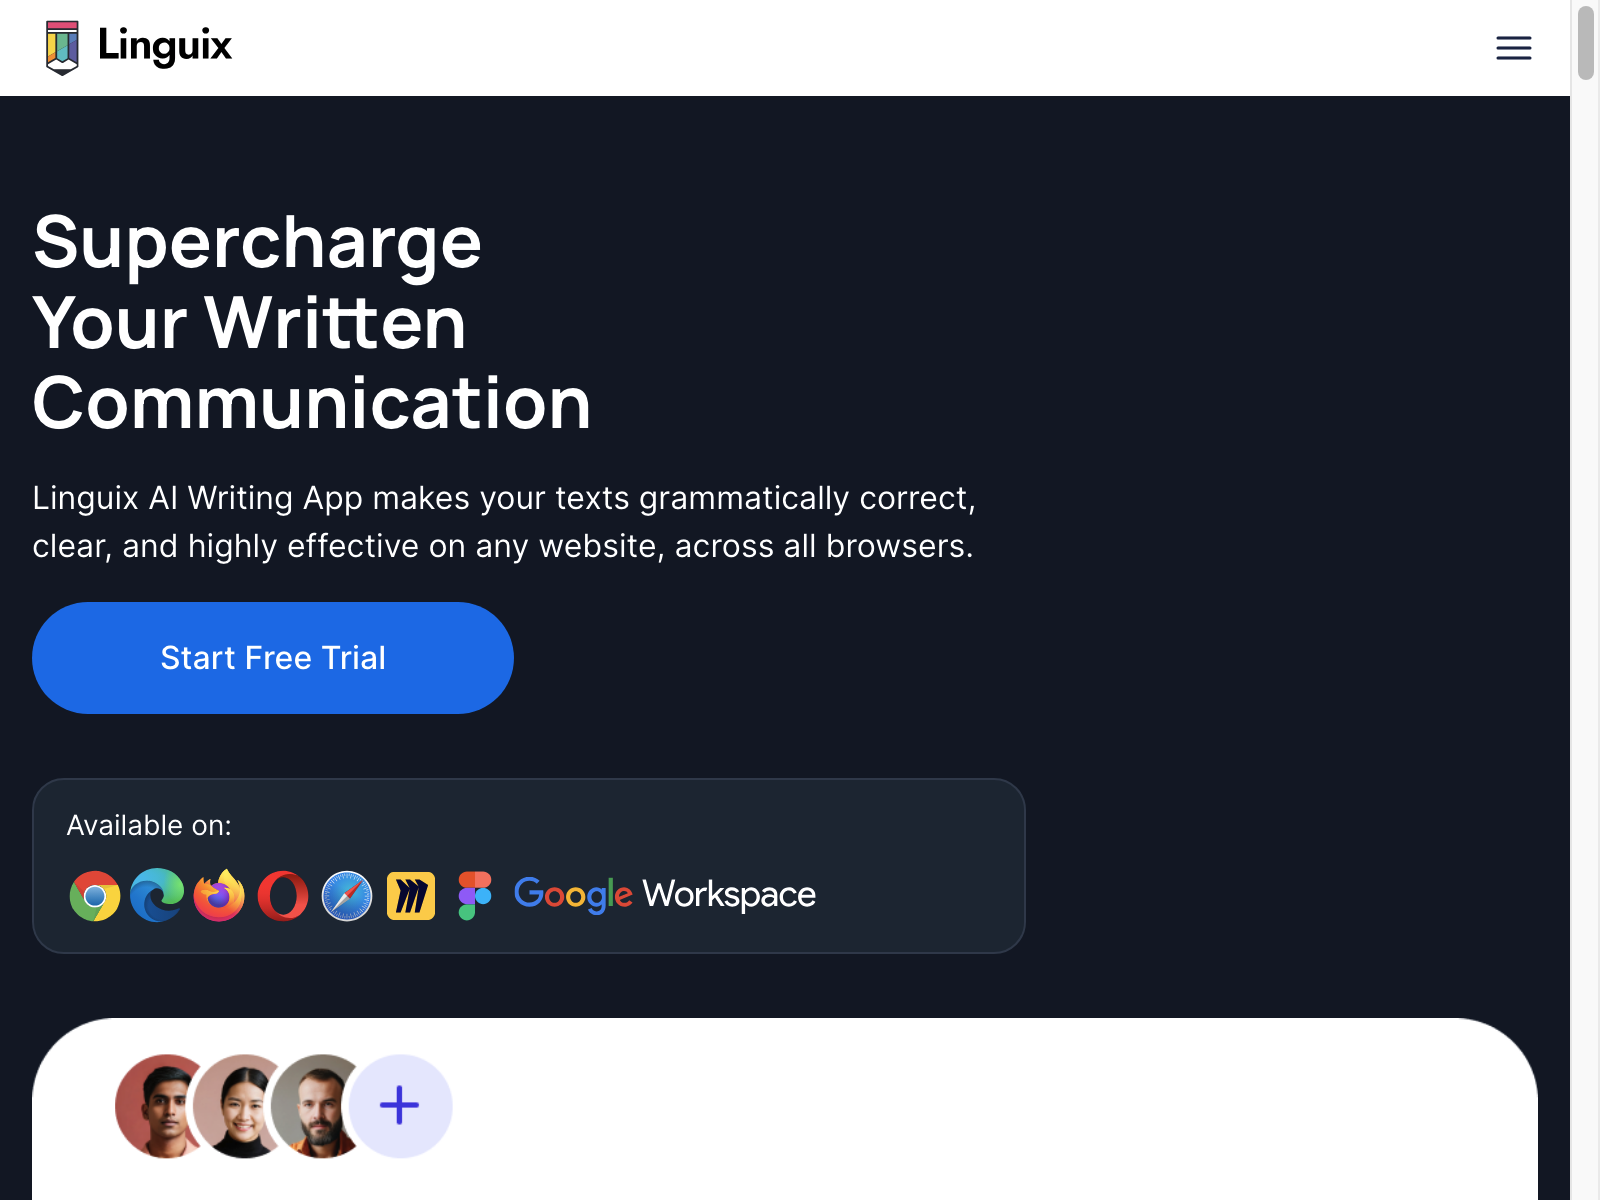 Linguix
Supercharge
Your Written
Communication
Linguix AI Writing App makes your texts grammatically correct,
clear, and highly effective on any website, across all browsers.
Start Free Trial
Available on:
Google Workspace